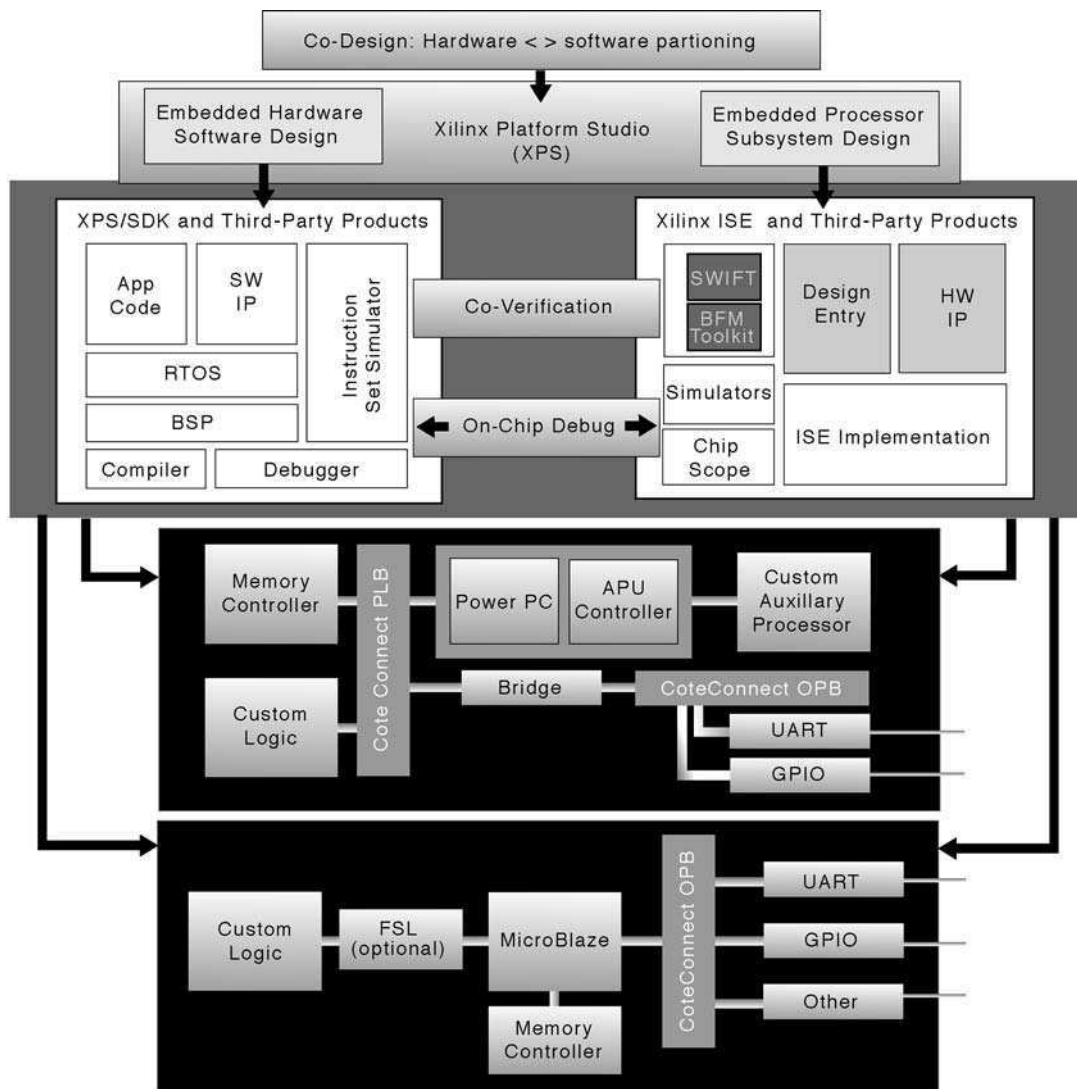 Co-Design: Hardware < > software partioning
Embedded Hardware
Software Design
Xilinx Platform Studio
(XPS)
Embedded Processor
Subsystem Design
XPS/SDK and Third-Party Products
App
Code
SW
IP
Instruction
Set Simulator
RTOS
BSP
Compiler
Debugger
Co-Verification
On-Chip Debug
Xilinx ISE and Third-Party Products
SWIFT
BFM
Toolkit
Design
Entry
HW
IP
Simulators
Chip
Scope
ISE Implementation
Memory
Controller
Cote Connect PLB
Power PC
APU
Controller
Custom
Auxillary
Processor
Custom
Logic
Bridge
CoteConnect OPB
UART
GPIO
Custom
Logic
FSL
(optional)
MicroBlaze
Memory
Controller
CoteConnect OPB
UART
GPIO
Other